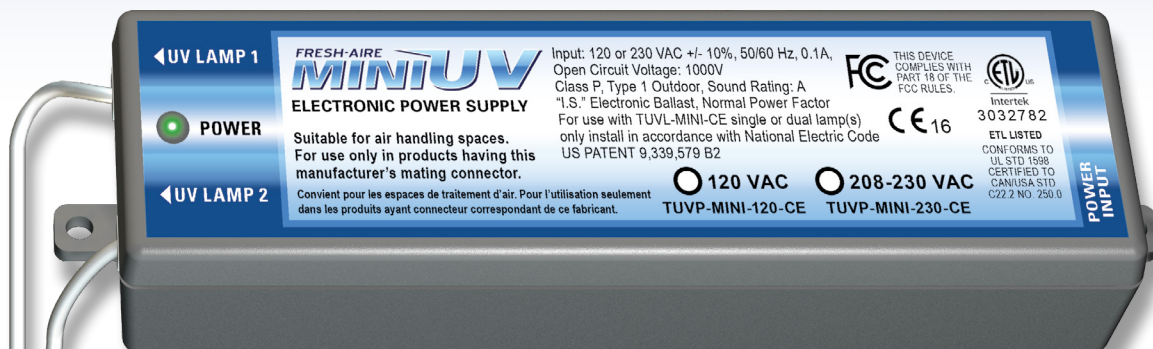 UV LAMP 1
POWER
UV LAMP 2
FRESH-AIRE
MINI UV
ELECTRONIC POWER SUPPLY
Suitable for air handling spaces.
For use only in products having this
manufacturer's mating connector.
Convient pour les espaces de traitement d'air. Pour l'utilisation seulement
dans les produits ayant connecteur correspondant de ce fabricant.
Input: 120 or 230 VAC +/- 10%, 50/60 Hz, 0.1A,
Open Circuit Voltage: 1000V
Class P, Type 1 Outdoor, Sound Rating: A
"I.S." Electronic Ballast, Normal Power Factor
For use with TUVL-MINI-CE single or dual lamp(s)
only install in accordance with National Electric Code
US PATENT 9,339,579 B2
120 VAC
TUVP-MINI-120-CE
208-230 VAC
TUVP-MINI-230-CE
FCC
THIS DEVICE
COMPLIES WITH
PART 18 OF THE
FCC RULES.
CE 16
C ETL US
Intertek
3032782
ETL LISTED
CONFORMS TO
UL STD 1598
CERTIFIED TO
CAN/USA STD
C22.2 NO. 250.0
POWER
INPUT